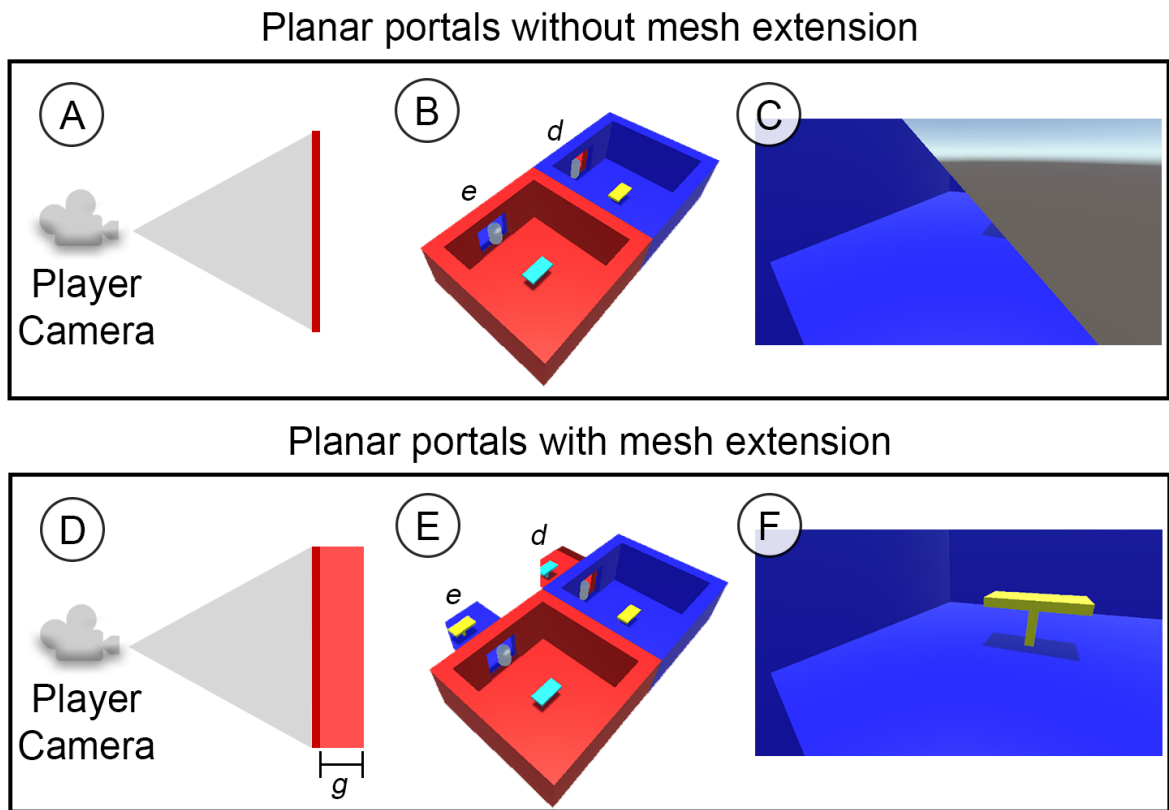 Planar portals without mesh extension
A
B
C
d
e
Player
Camera
Planar portals with mesh extension
D
E
F
d
e
Player
Camera
g